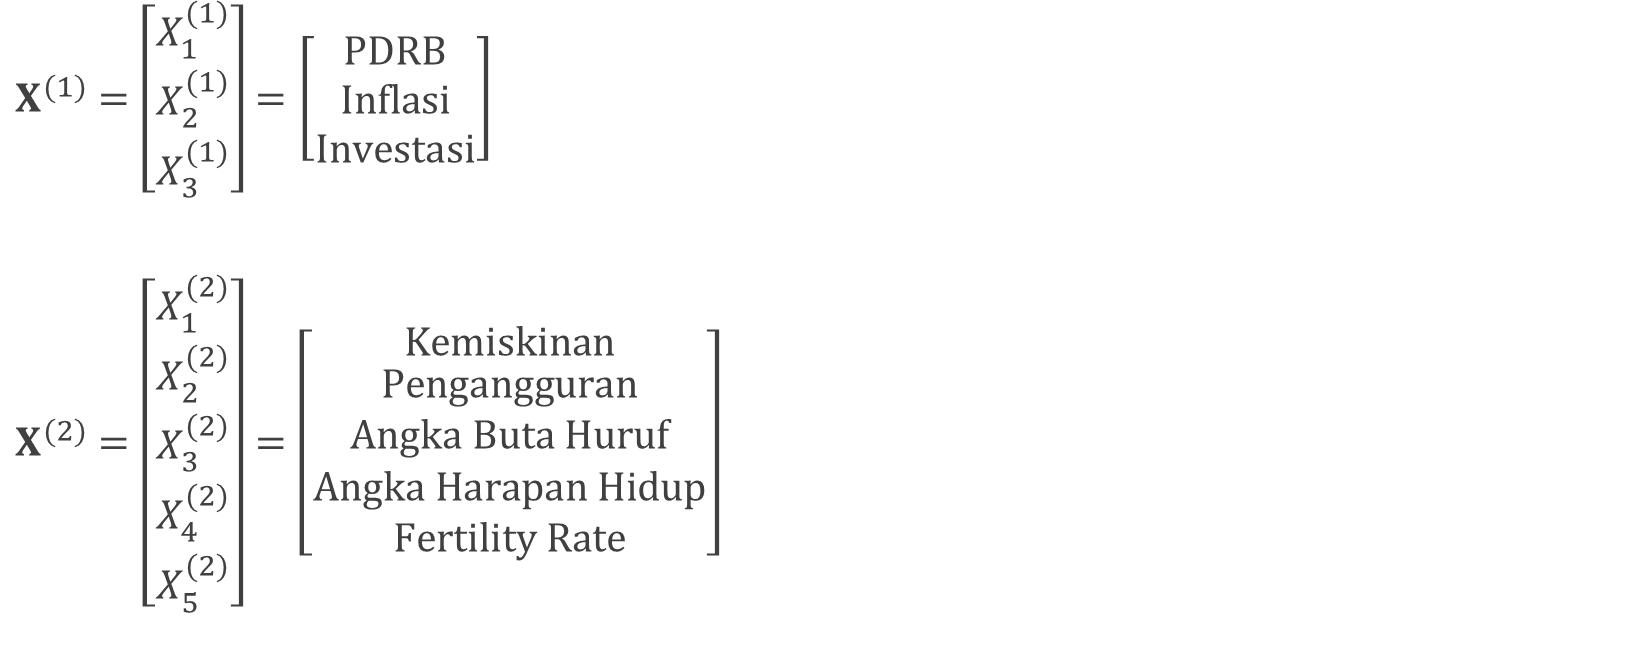 X^(1) = [X_1^(1) X_2^(1) X_3^(1)] = [PDRB
Inflasi
Investasi]
X^(2) = [X_1^(2) X_2^(2) X_3^(2) X_4^(2) X_5^(2)] = [Kemiskinan
Pengangguran
Angka Buta Huruf
Angka Harapan Hidup
Fertility Rate]